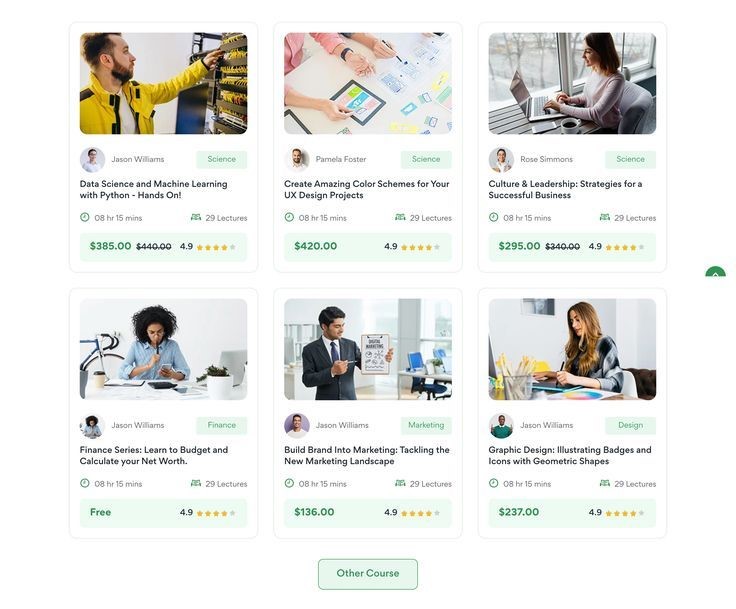 Jason Williams
Science
Data Science and Machine Learning
with Python - Hands On!
08 hr 15 mins
29 Lectures
$385.00 $440.00 4.9
Pamela Foster
Science
Create Amazing Color Schemes for Your
UX Design Projects
08 hr 15 mins
29 Lectures
$420.00 4.9
Rose Simmons
Science
Culture & Leadership: Strategies for a
Successful Business
08 hr 15 mins
29 Lectures
$295.00 $340.00 4.9
Jason Williams
Finance
Finance Series: Learn to Budget and
Calculate your Net Worth.
08 hr 15 mins
29 Lectures
Free 4.9
DIGITAL
MARKETING
Jason Williams
Marketing
Build Brand Into Marketing: Tackling the
New Marketing Landscape
08 hr 15 mins
29 Lectures
$136.00 4.9
Jason Williams
Design
Graphic Design: Illustrating Badges and
Icons with Geometric Shapes
08 hr 15 mins
29 Lectures
$237.00 4.9
Other Course